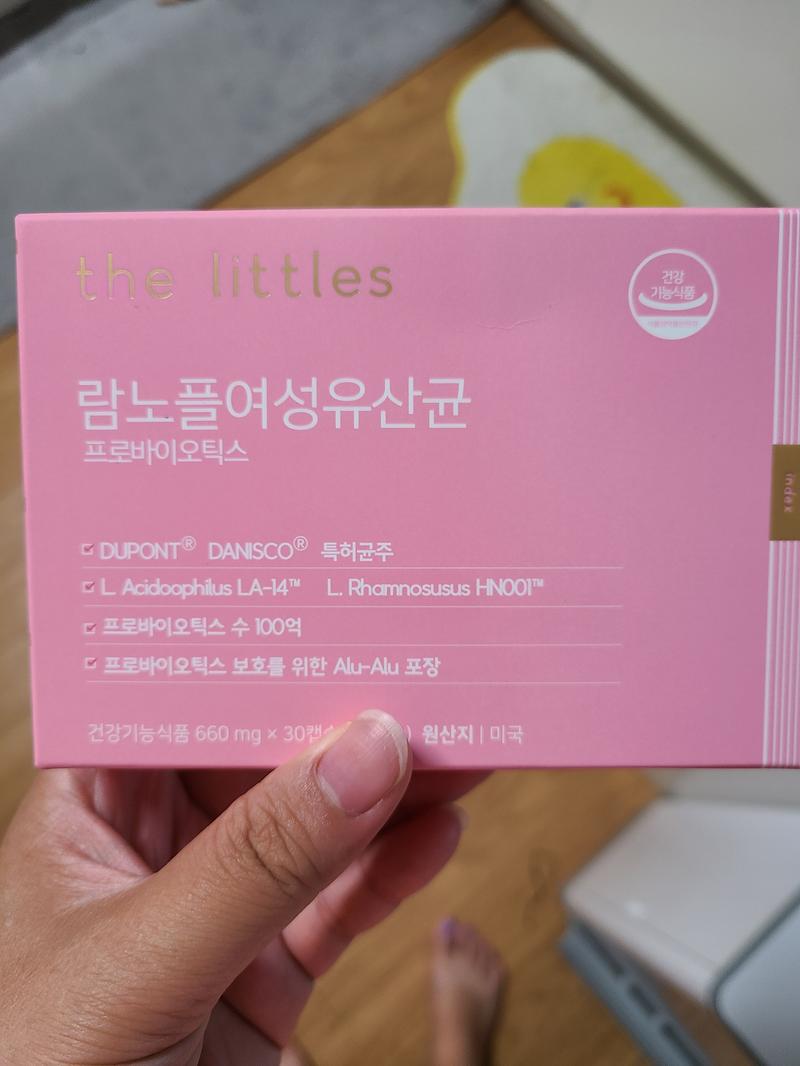 the littles
건강
기능식품
람노플여성유산균
프로바이오틱스
index
DUPONT® DANISCO® 특허균주
L. Acidoophilus LA-14™ L. Rhamnosusus HN001™
프로바이오틱스 수 100억
프로바이오틱스 보호를 위한 Alu-Alu 포장
건강기능식품 660 mg × 30캡 원산지 | 미국